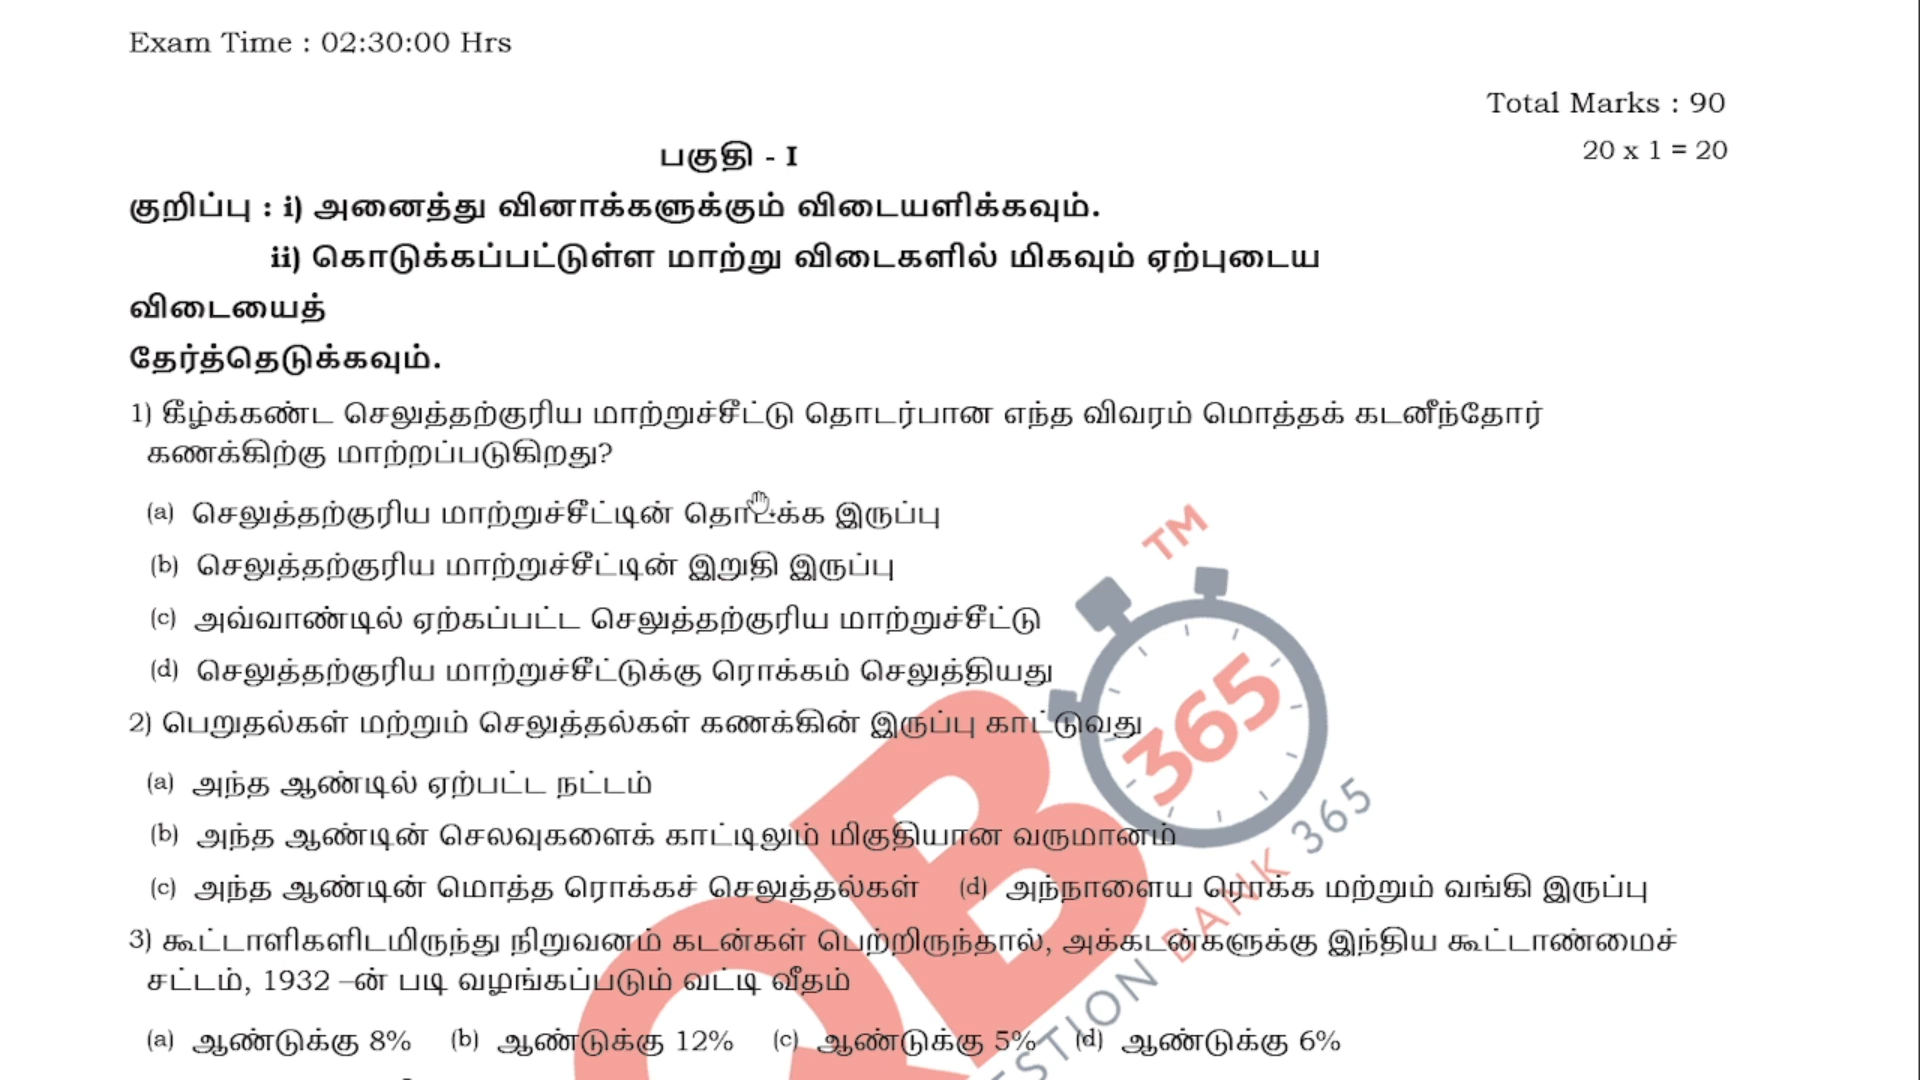 Exam Time : 02:30:00 Hrs
Total Marks : 90
20 x 1 = 20
பகுதி - I
குறிப்பு : i) அனைத்து வினாக்களுக்கும் விடையளிக்கவும்.
ii) கொடுக்கப்பட்டுள்ள மாற்று விடைகளில் மிகவும் ஏற்புடைய
விடையைத்
தேர்த்தெடுக்கவும்.
1) கீழ்க்கண்ட செலுத்தற்குரிய மாற்றுச்சீட்டு தொடர்பான எந்த விவரம் மொத்தக் கடனீந்தோர்
கணக்கிற்கு மாற்றப்படுகிறது?
(a) செலுத்தற்குரிய மாற்றுச்சீட்டின் தொடக்க இருப்பு
(b) செலுத்தற்குரிய மாற்றுச்சீட்டின் இறுதி இருப்பு
(c) அவ்வாண்டில் ஏற்கப்பட்ட செலுத்தற்குரிய மாற்றுச்சீட்டு
(d) செலுத்தற்குரிய மாற்றுச்சீட்டுக்கு ரொக்கம் செலுத்தியது
2) பெறுதல்கள் மற்றும் செலுத்தல்கள் கணக்கின் இருப்பு காட்டுவது
(a) அந்த ஆண்டில் ஏற்பட்ட நட்டம்
(b) அந்த ஆண்டின் செலவுகளைக் காட்டிலும் மிகுதியான வருமானம்
(c) அந்த ஆண்டின் மொத்த ரொக்கச் செலுத்தல்கள் (d) அந்நாளைய ரொக்க மற்றும் வங்கி இருப்பு
3) கூட்டாளிகளிடமிருந்து நிறுவனம் கடன்கள் பெற்றிருந்தால், அக்கடன்களுக்கு இந்திய கூட்டாண்மைச்
சட்டம், 1932 –ன் படி வழங்கப்படும் வட்டி வீதம்
(a) ஆண்டுக்கு 8% (b) ஆண்டுக்கு 12% (c) ஆண்டுக்கு 5% (d) ஆண்டுக்கு 6%
TM
365
QB
ESTION BANK 365